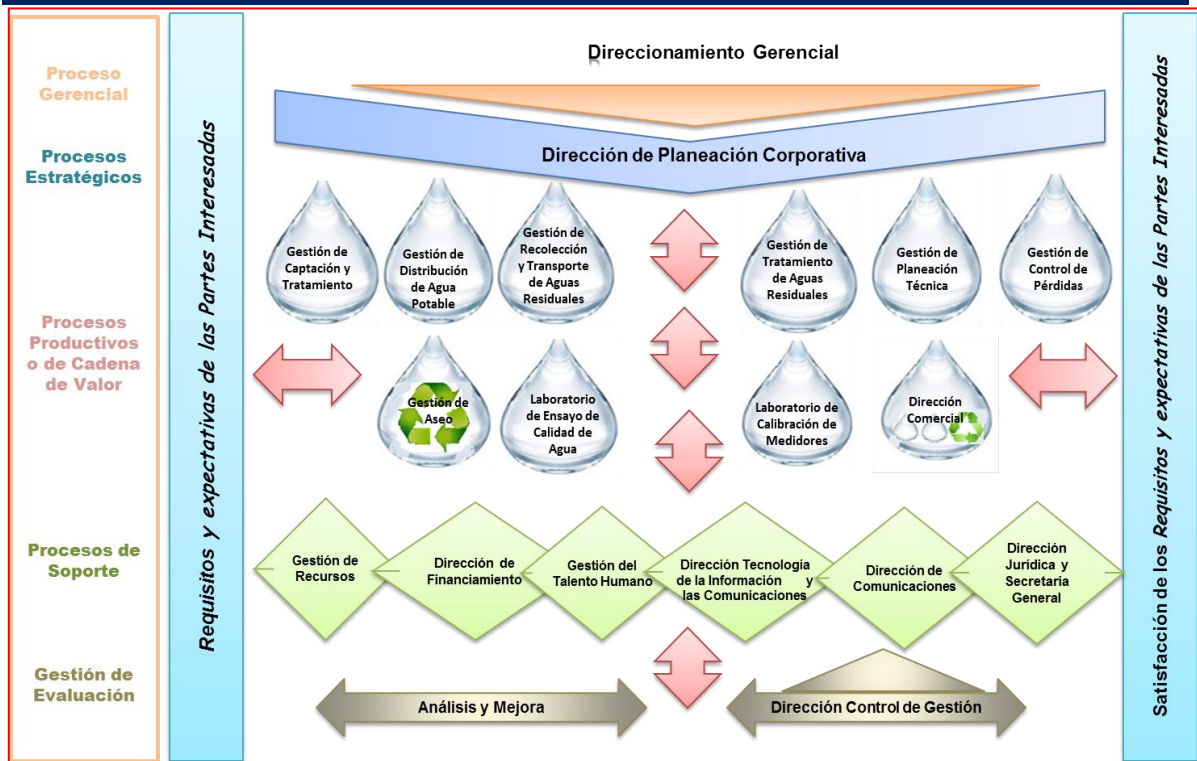 Proceso
Gerencial
Procesos
Estratégicos
Procesos
Productivos
o de Cadena
de Valor
Procesos de
Soporte
Gestión de
Evaluación
Requisitos y expectativas de las Partes Interesadas
Direccionamiento Gerencial
Dirección de Planeación Corporativa
Gestión de
Captación y
Tratamiento
Gestión de
Distribución
de Agua
Potable
Gestión de
Recolección
y Transporte
de Aguas
Residuales
Gestión de
Tratamiento
de Aguas
Residuales
Gestión de
Planeación
Técnica
Gestión de
Control de
Pérdidas
Gestión de
Aseo
Laboratorio
de Ensayo de
Calidad de
Agua
Laboratorio de
Calibración de
Medidores
Dirección
Comercial
Gestión de
Recursos
Dirección de
Financiamiento
Gestión del
Talento Humano
Dirección Tecnología
de la Información y
las Comunicaciones
Dirección de
Comunicaciones
Dirección
Jurídica y
Secretaria
General
Análisis y Mejora
Dirección Control de Gestión
Satisfacción de los Requisitos y expectativas de las Partes Interesadas